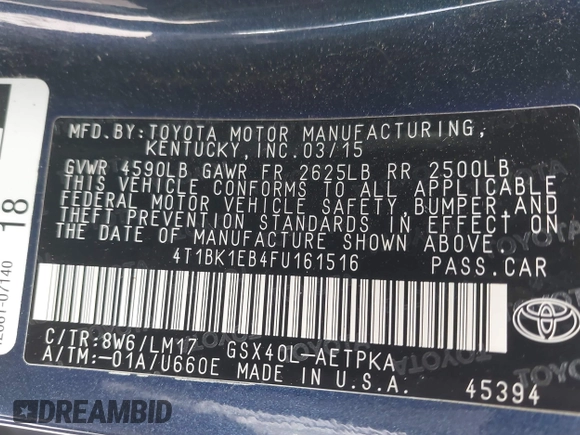 MFD.BY:TOYOTA MOTOR MANUFACTURING,
KENTUCKY,INC.03/15
GVWR 4590LB GAWR FR 2625LB RR 2500LB
THIS VEHICLE CONFORMS TO ALL APPLICABLE
FEDERAL MOTOR VEHICLE SAFETY,BUMPER,AND
THEFT PREVENTION STANDARDS IN EFFECT ON
THE DATE OF MANUFACTURE SHOWN ABOVE.
4T1BK1EB4FU161516 PASS.CAR
C/TR:8W6/LM17 GSX40L-AETPKA
A/TM:-01A/U660E MADE IN U.S.A. 45394
TOYOTA
18
DREAMBID